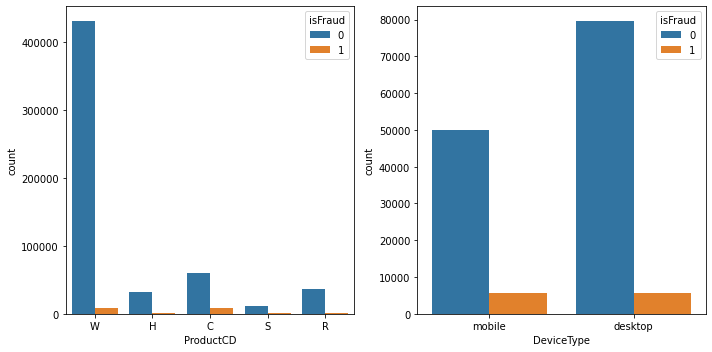 isFraud
0
1
400000
300000
200000
100000
0
count
W H C S R
ProductCD
isFraud
0
1
80000
70000
60000
50000
40000
30000
20000
10000
0
count
mobile desktop
DeviceType